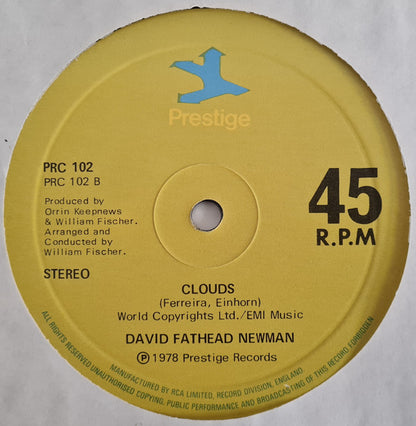 Prestige
PRC 102
PRC 102 B
Produced by
Orrin Keepnews
& William Fischer.
Arranged and
Conducted by
William Fischer.
STEREO
45
R.P.M
CLOUDS
(Ferreira, Einhorn)
World Copyrights Ltd./EMI Music
DAVID FATHEAD NEWMAN
Ⓟ 1978 Prestige Records
MANUFACTURED BY RCA LIMITED, RECORD DIVISION, ENGLAND.
ALL RIGHTS RESERVED UNAUTHORISED COPYING, PUBLIC PERFORMANCE AND BROADCASTING OF THIS RECORD FORBIDDEN